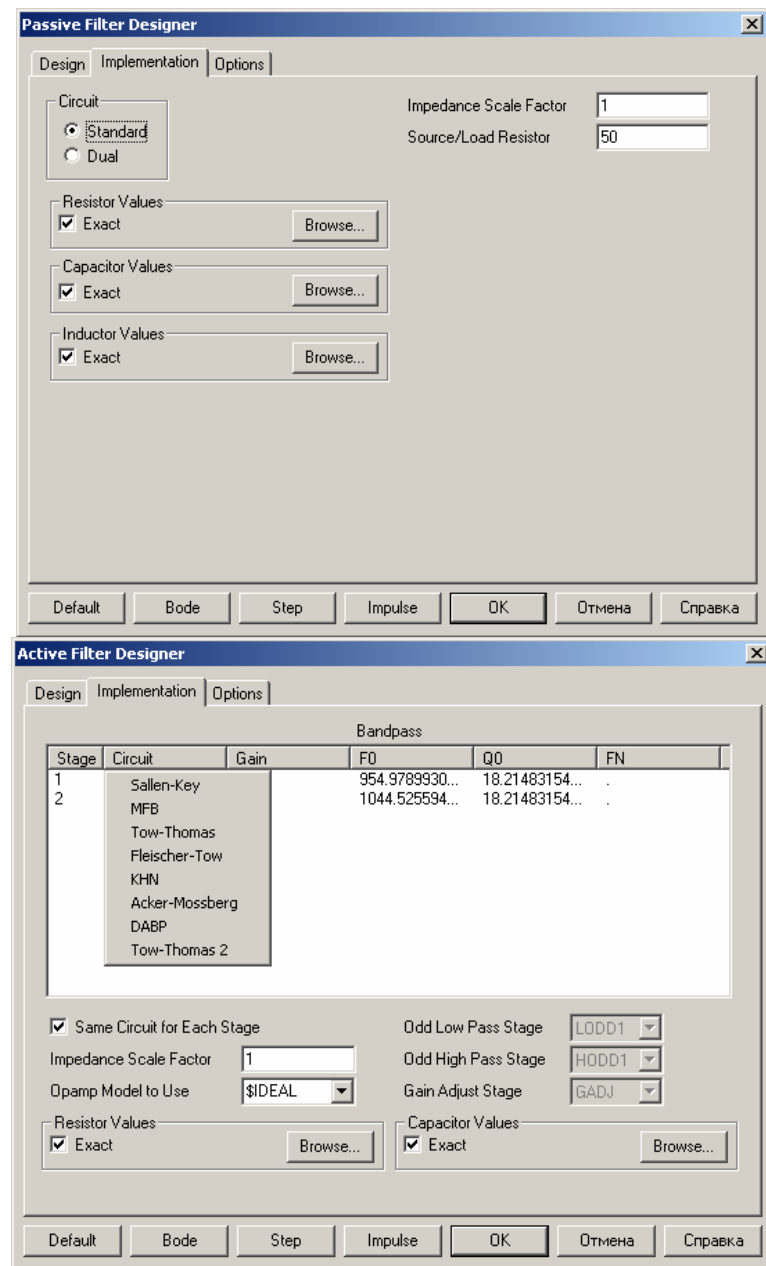 Passive Filter Designer
Design Implementation Options
Circuit
Standard
Dual
Impedance Scale Factor 1
Source/Load Resistor 50
Resistor Values
Exact Browse...
Capacitor Values
Exact Browse...
Inductor Values
Exact Browse...
Default Bode Step Impulse OK Отмена Справка
Active Filter Designer
Design Implementation Options
Bandpass
Stage Circuit Gain F0 Q0 FN
1 954.9789930... 18.21483154... .
2 1044.525594... 18.21483154... .
Sallen-Key
MFB
Tow-Thomas
Fleischer-Tow
KHN
Acker-Mossberg
DABP
Tow-Thomas 2
Same Circuit for Each Stage Odd Low Pass Stage LODD1
Impedance Scale Factor 1 Odd High Pass Stage HODD1
Opamp Model to Use $IDEAL Gain Adjust Stage GADJ
Resistor Values Capacitor Values
Exact Browse... Exact Browse...
Default Bode Step Impulse OK Отмена Справка